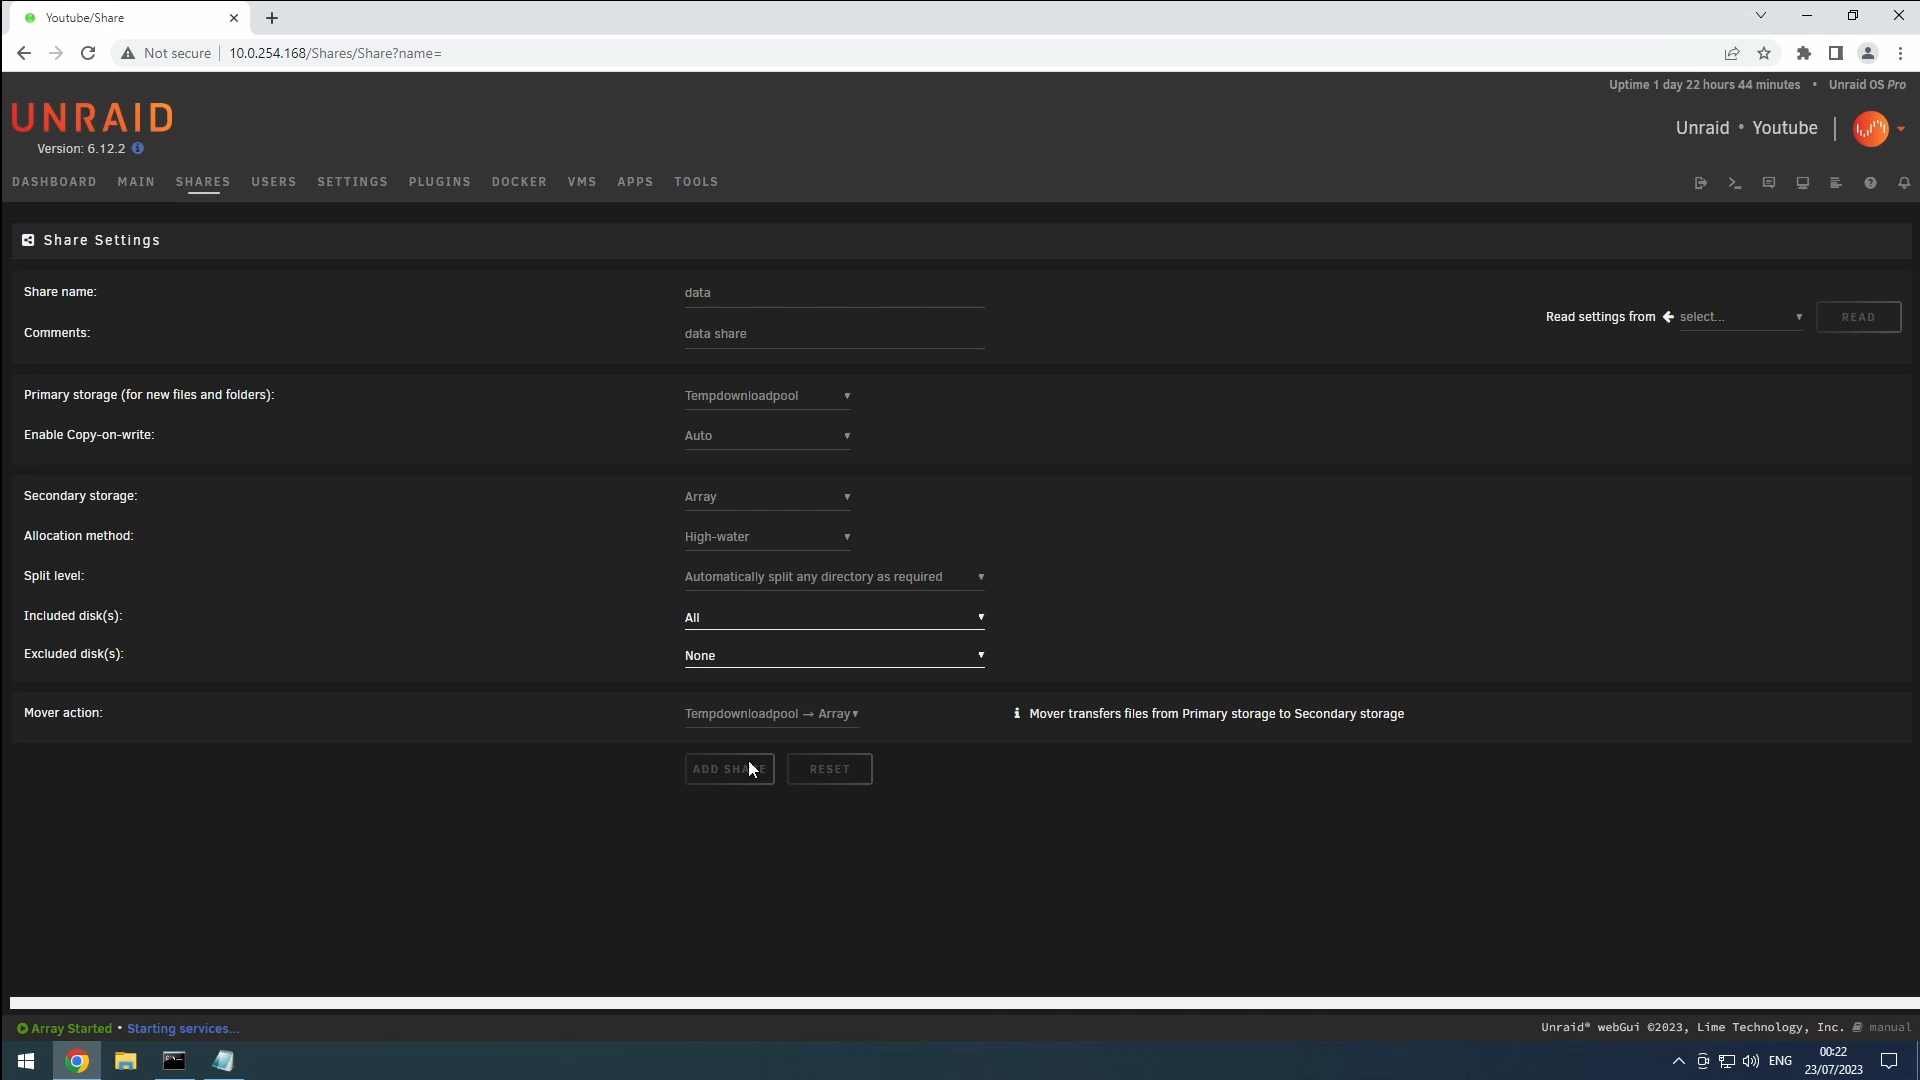 Youtube/Share
Not secure
10.0.254.168/Shares/Share?name=
Uptime 1 day 22 hours 44 minutes • Unraid OS Pro
UNRAID
Version: 6.12.2
Unraid • Youtube
DASHBOARD MAIN SHARES USERS SETTINGS PLUGINS DOCKER VMS APPS TOOLS
Share Settings
Share name: data
Read settings from select... READ
Comments: data share
Primary storage (for new files and folders): Tempdownloadpool
Enable Copy-on-write: Auto
Secondary storage: Array
Allocation method: High-water
Split level: Automatically split any directory as required
Included disk(s): All
Excluded disk(s): None
Mover action: Tempdownloadpool → Array
Mover transfers files from Primary storage to Secondary storage
ADD SHARE RESET
Array Started • Starting services...
Unraid® webGui ©2023, Lime Technology, Inc. manual
ENG
00:22
23/07/2023